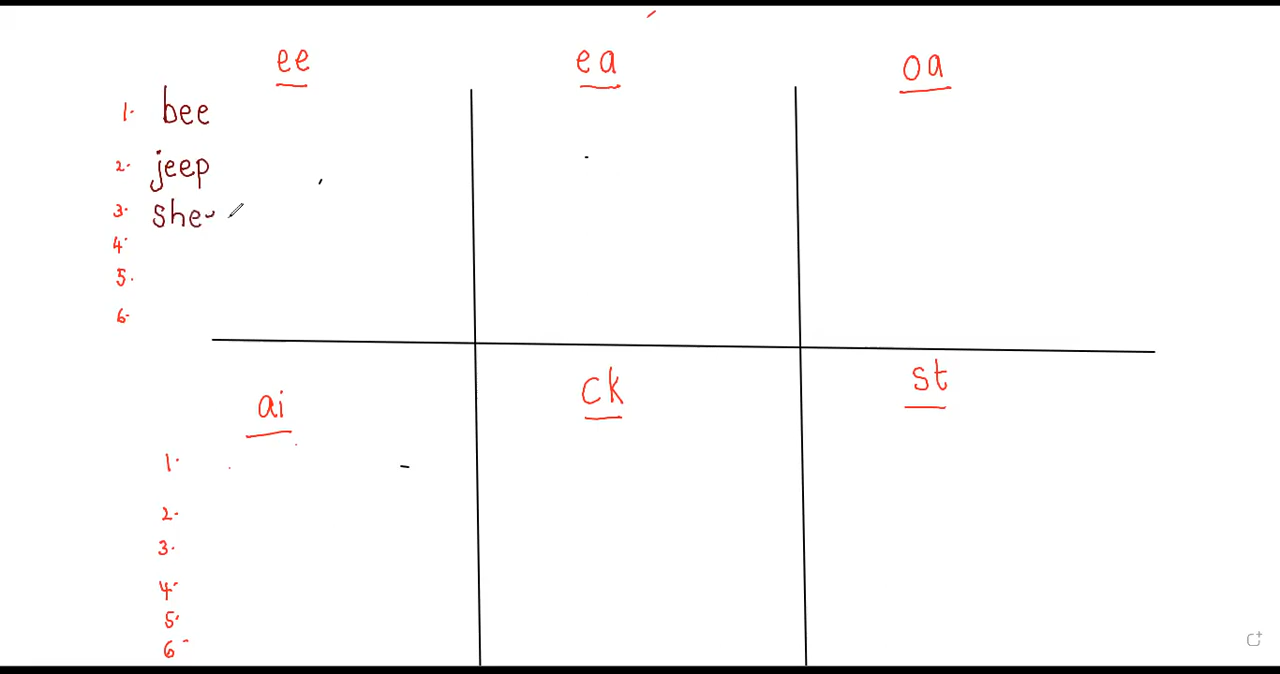 ee ea oa
1. bee
2. jeep
3. she
4.
5.
6.
ai ck st
1.
2.
3.
4.
5.
6.